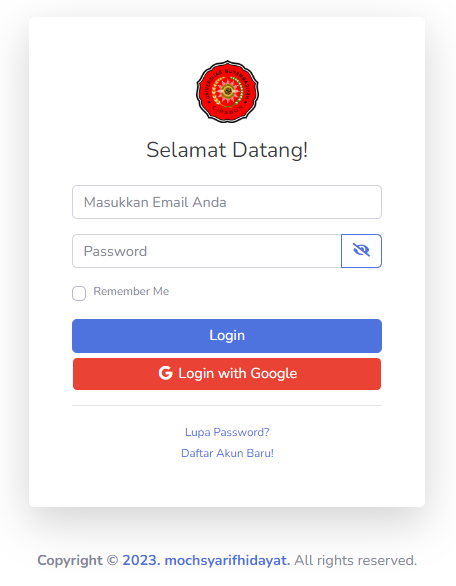 Selamat Datang!
Masukkan Email Anda
Password
Remember Me
Login
Login with Google
Lupa Password?
Daftar Akun Baru!
Copyright © 2023. mochsyarifhidayat. All rights reserved.